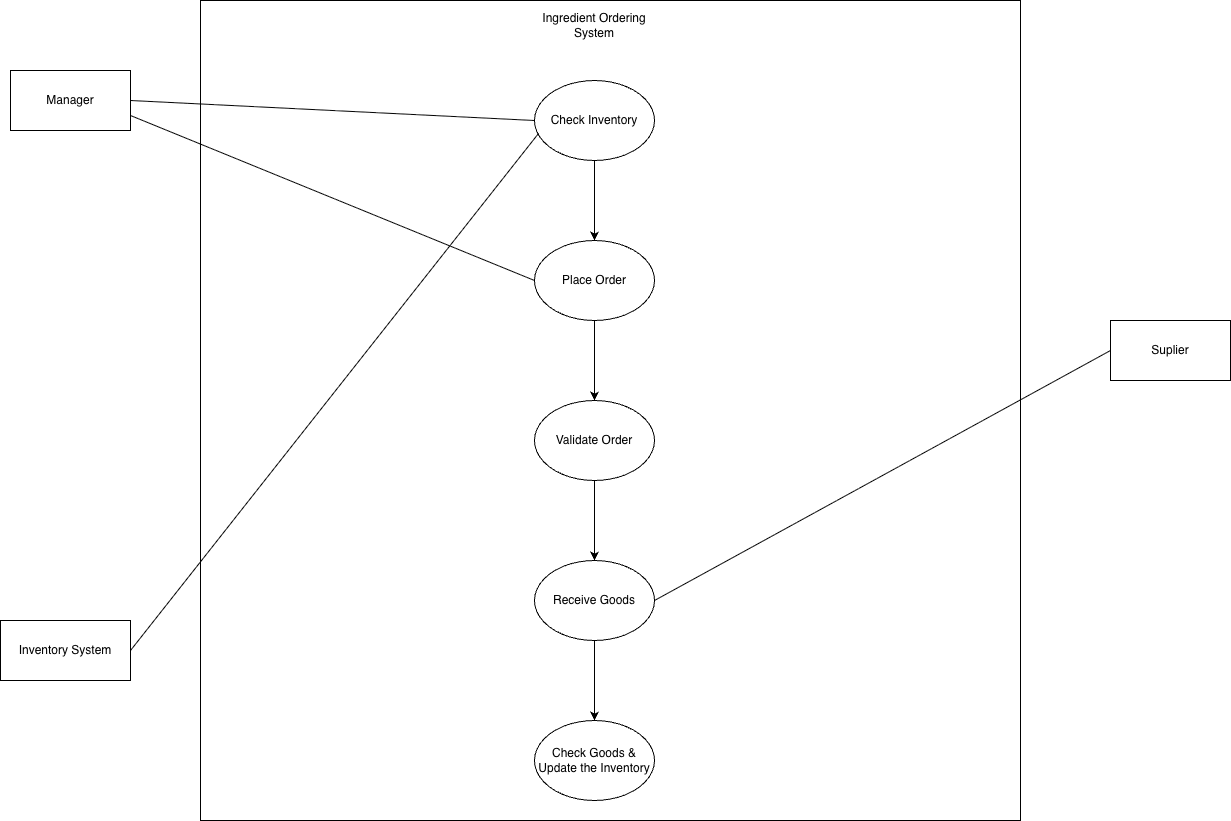 Ingredient Ordering
System
Manager
Check Inventory
Place Order
Suplier
Validate Order
Receive Goods
Inventory System
Check Goods &
Update the Inventory